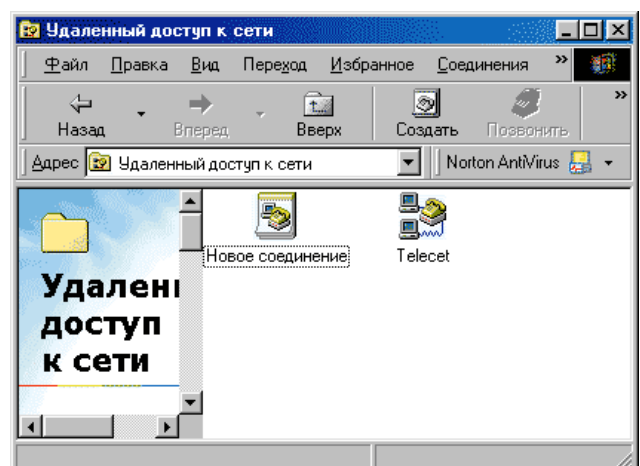 Удаленный доступ к сети
Файл Правка Вид Переход Избранное Соединения »
Назад Вперед Вверх Создать Позвонить »
Адрес Удаленный доступ к сети Norton AntiVirus
Новое соединение Telecet
Удален
доступ
к сети